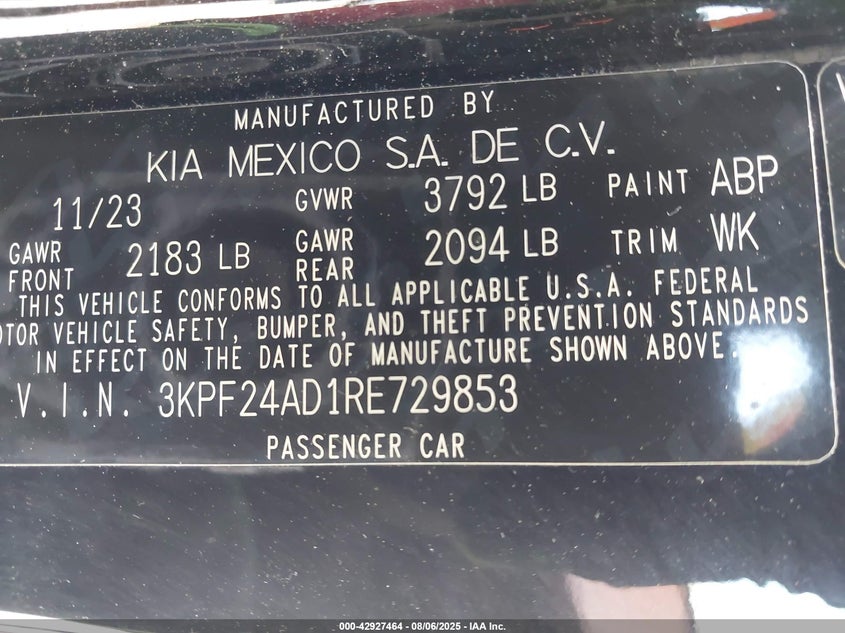 MANUFACTURED BY
KIA MEXICO S.A. DE C.V.
11/23 GVWR 3792 LB PAINT ABP
GAWR FRONT 2183 LB GAWR REAR 2094 LB TRIM WK
THIS VEHICLE CONFORMS TO ALL APPLICABLE U.S.A. FEDERAL
OTOR VEHICLE SAFETY, BUMPER, AND THEFT PREVENTION STANDARDS
IN EFFECT ON THE DATE OF MANUFACTURE SHOWN ABOVE.
V.I.N. 3KPF24AD1RE729853
PASSENGER CAR
000-42927464 - 08/06/2025 - IAA Inc.